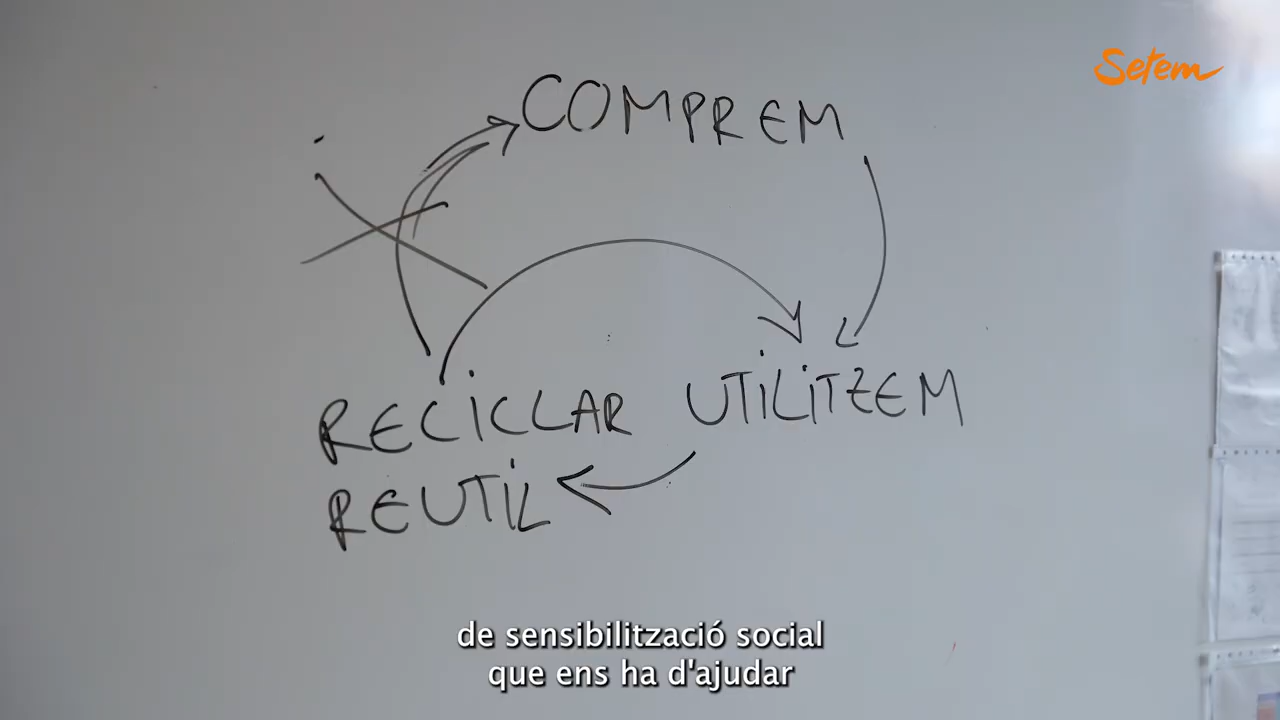 Setem
COMPREM
RECICLAR UTILITZEM
REUTIL
de sensibilització social
que ens ha d'ajudar